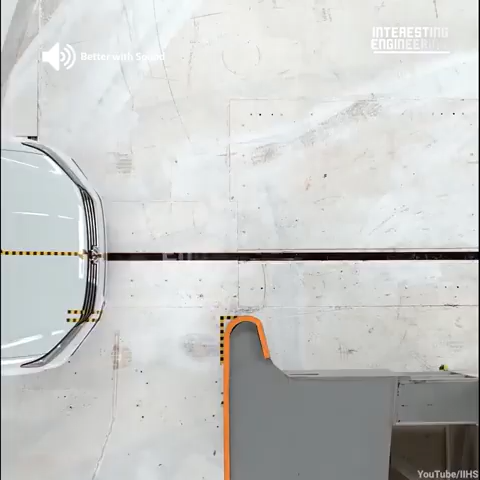 Better with Sound
INTERESTING
ENGINEERING
YouTube/IIHS